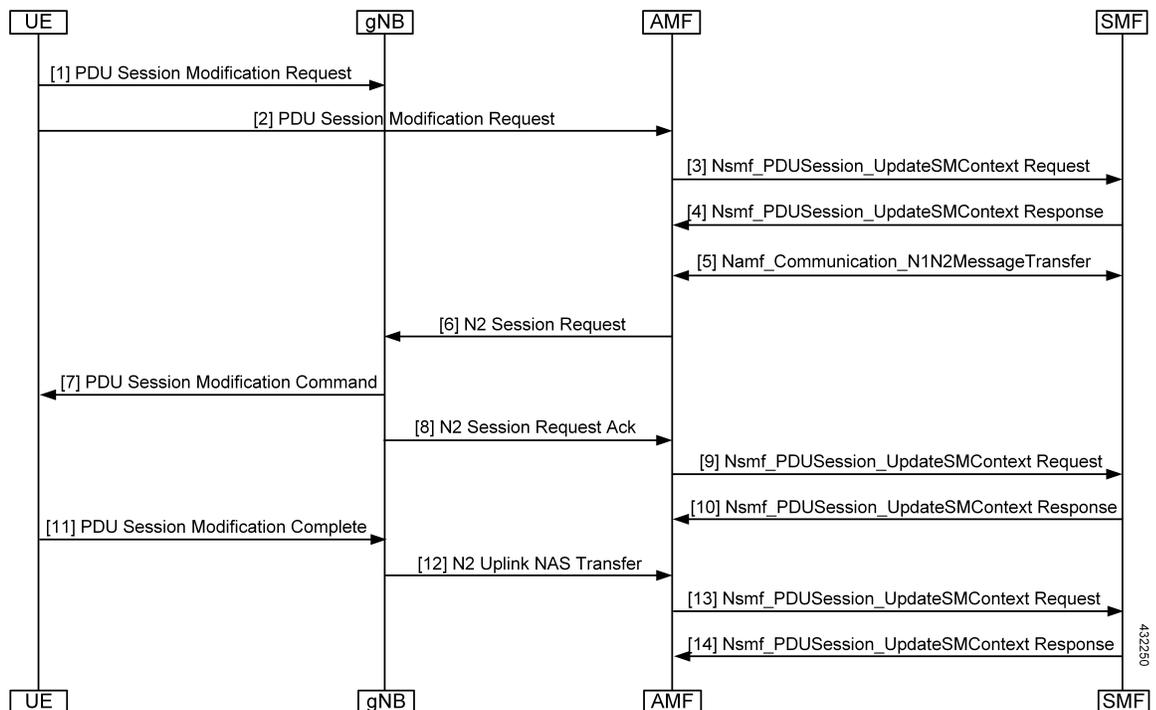 UE
gNB
AMF
SMF
[1] PDU Session Modification Request
[2] PDU Session Modification Request
[3] Nsmf_PDUSession_UpdateSMContext Request
[4] Nsmf_PDUSession_UpdateSMContext Response
[5] Namf_Communication_N1N2MessageTransfer
[6] N2 Session Request
[7] PDU Session Modification Command
[8] N2 Session Request Ack
[9] Nsmf_PDUSession_UpdateSMContext Request
[10] Nsmf_PDUSession_UpdateSMContext Response
[11] PDU Session Modification Complete
[12] N2 Uplink NAS Transfer
[13] Nsmf_PDUSession_UpdateSMContext Request
[14] Nsmf_PDUSession_UpdateSMContext Response
432250
UE
gNB
AMF
SMF